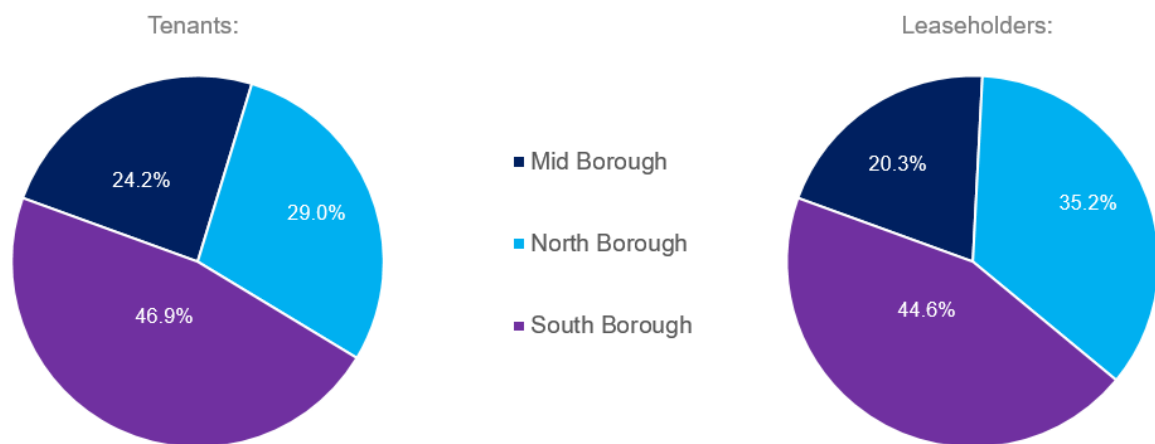 Tenants:
24.2%
29.0%
46.9%
Mid Borough
North Borough
South Borough
Leaseholders:
20.3%
35.2%
44.6%